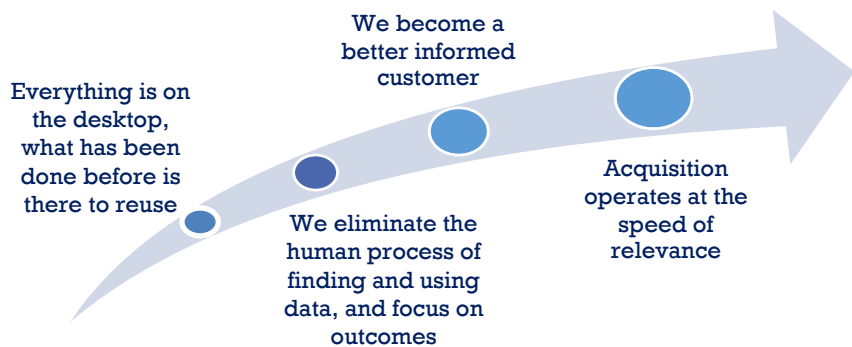 Everything is on
the desktop,
what has been
done before is
there to reuse
We eliminate the
human process of
finding and using
data, and focus on
outcomes
We become a
better informed
customer
Acquisition
operates at the
speed of
relevance